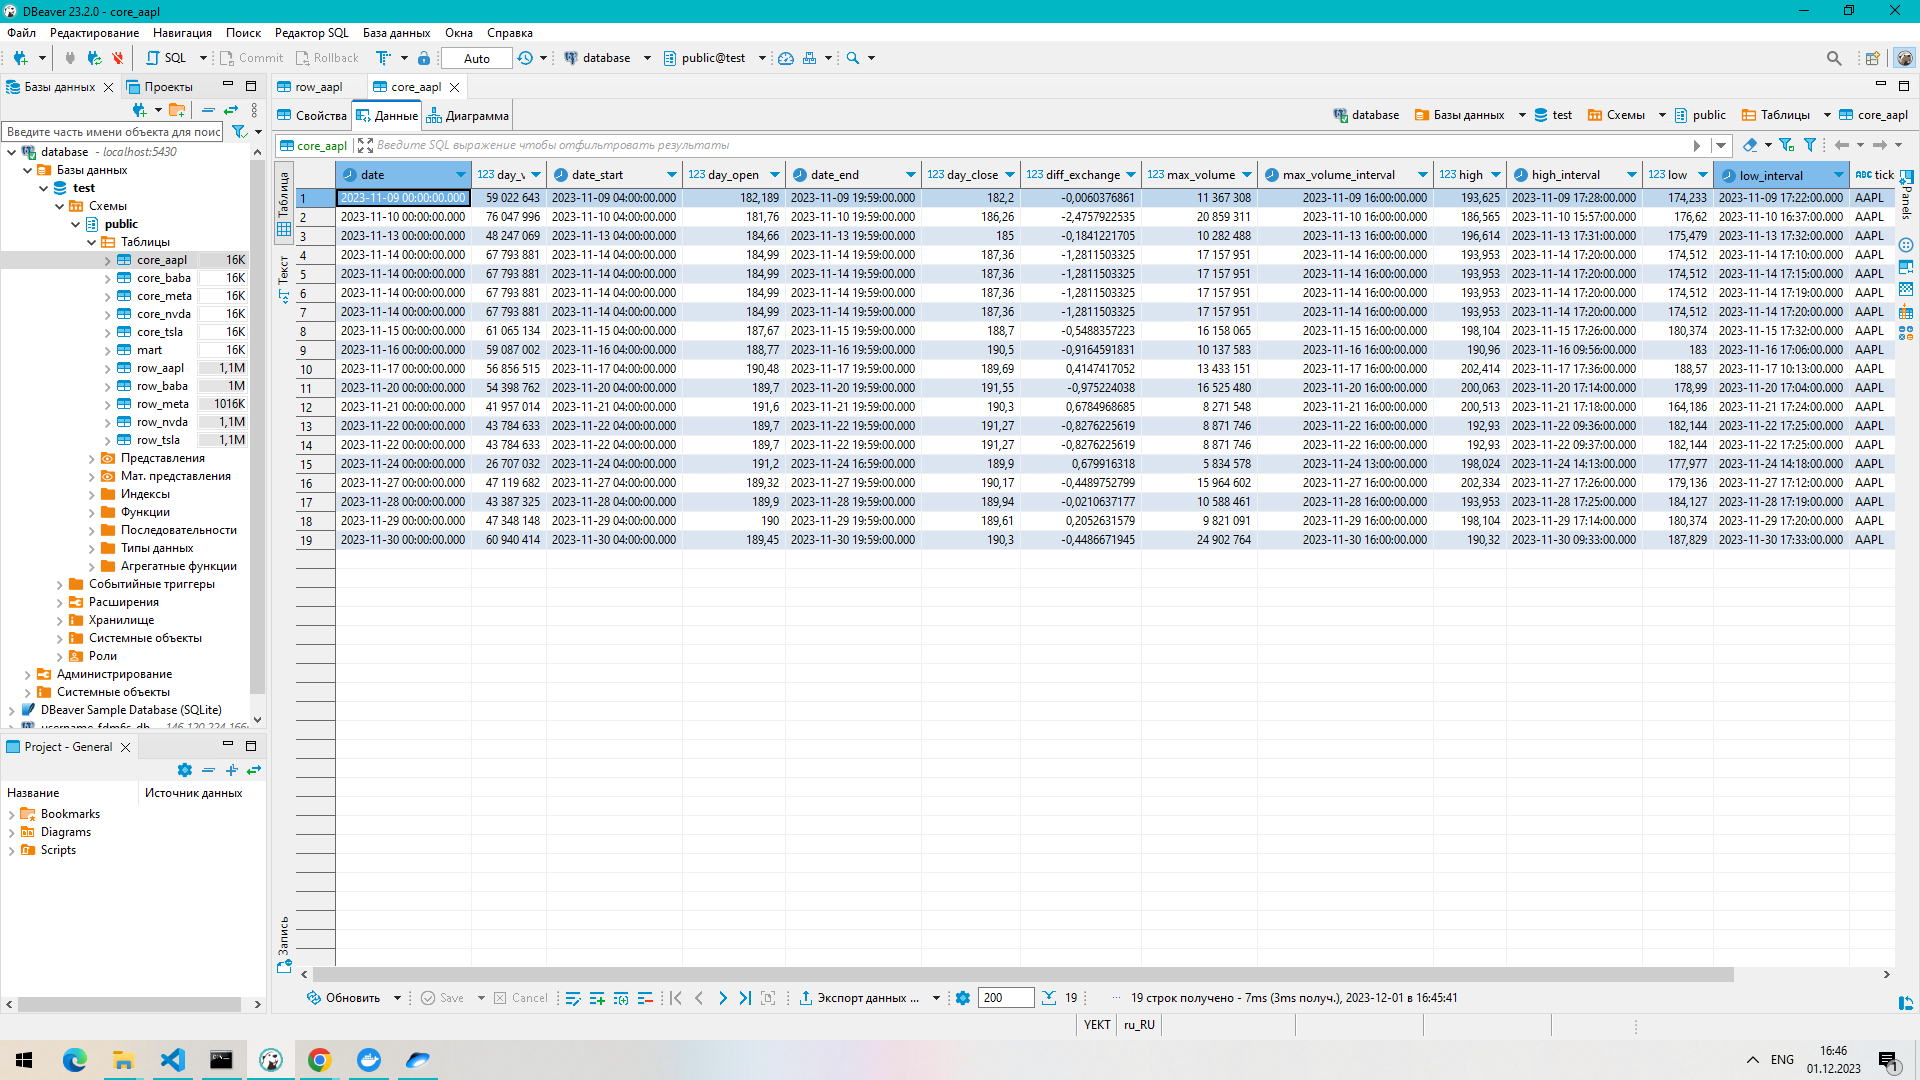 DBeaver 23.2.0 - core_aapl
Файл Редактирование Навигация Поиск Редактор SQL База данных Окна Справка
SQL Commit Rollback Auto database public@test
Базы данных Проекты
row_aapl core_aapl
Свойства Данные Диаграмма
database Базы данных test Схемы public Таблицы core_aapl
Введите часть имени объекта для поис
core_aapl Введите SQL выражение чтобы отфильтровать результаты
database - localhost:5430
Базы данных
test
Схемы
public
Таблицы
core_aapl 16K
core_baba 16K
core_meta 16K
core_nvda 16K
core_tsla 16K
mart 16K
row_aapl 1,1M
row_baba 1M
row_meta 1016K
row_nvda 1,1M
row_tsla 1,1M
Представления
Мат. представления
Индексы
Функции
Последовательности
Типы данных
Агрегатные функции
Событийные триггеры
Расширения
Хранилище
Системные объекты
Роли
Администрирование
Системные объекты
DBeaver Sample Database (SQLite)
Project - General
Название Источник данных
Bookmarks
Diagrams
Scripts
Таблица
Текст
Запись
Panels
date 123 day_v date_start 123 day_open date_end 123 day_close 123 diff_exchange 123 max_volume max_volume_interval 123 high high_interval 123 low low_interval ABC tick
1 2023-11-09 00:00:00.000 59 022 643 2023-11-09 04:00:00.000 182,189 2023-11-09 19:59:00.000 182,2 -0,0060376861 11 367 308 2023-11-09 16:00:00.000 193,625 2023-11-09 17:28:00.000 174,233 2023-11-09 17:22:00.000 AAPL
2 2023-11-10 00:00:00.000 76 047 996 2023-11-10 04:00:00.000 181,76 2023-11-10 19:59:00.000 186,26 -2,4757922535 20 859 311 2023-11-10 16:00:00.000 186,565 2023-11-10 15:57:00.000 176,62 2023-11-10 16:37:00.000 AAPL
3 2023-11-13 00:00:00.000 48 247 069 2023-11-13 04:00:00.000 184,66 2023-11-13 19:59:00.000 185 -0,1841221705 10 282 488 2023-11-13 16:00:00.000 196,614 2023-11-13 17:31:00.000 175,479 2023-11-13 17:32:00.000 AAPL
4 2023-11-14 00:00:00.000 67 793 881 2023-11-14 04:00:00.000 184,99 2023-11-14 19:59:00.000 187,36 -1,2811503325 17 157 951 2023-11-14 16:00:00.000 193,953 2023-11-14 17:20:00.000 174,512 2023-11-14 17:10:00.000 AAPL
5 2023-11-14 00:00:00.000 67 793 881 2023-11-14 04:00:00.000 184,99 2023-11-14 19:59:00.000 187,36 -1,2811503325 17 157 951 2023-11-14 16:00:00.000 193,953 2023-11-14 17:20:00.000 174,512 2023-11-14 17:15:00.000 AAPL
6 2023-11-14 00:00:00.000 67 793 881 2023-11-14 04:00:00.000 184,99 2023-11-14 19:59:00.000 187,36 -1,2811503325 17 157 951 2023-11-14 16:00:00.000 193,953 2023-11-14 17:20:00.000 174,512 2023-11-14 17:19:00.000 AAPL
7 2023-11-14 00:00:00.000 67 793 881 2023-11-14 04:00:00.000 184,99 2023-11-14 19:59:00.000 187,36 -1,2811503325 17 157 951 2023-11-14 16:00:00.000 193,953 2023-11-14 17:20:00.000 174,512 2023-11-14 17:20:00.000 AAPL
8 2023-11-15 00:00:00.000 61 065 134 2023-11-15 04:00:00.000 187,67 2023-11-15 19:59:00.000 188,7 -0,5488357223 16 158 065 2023-11-15 16:00:00.000 198,104 2023-11-15 17:26:00.000 180,374 2023-11-15 17:32:00.000 AAPL
9 2023-11-16 00:00:00.000 59 087 002 2023-11-16 04:00:00.000 188,77 2023-11-16 19:59:00.000 190,5 -0,9164591831 10 137 583 2023-11-16 16:00:00.000 190,96 2023-11-16 09:56:00.000 183 2023-11-16 17:06:00.000 AAPL
10 2023-11-17 00:00:00.000 56 856 515 2023-11-17 04:00:00.000 190,48 2023-11-17 19:59:00.000 189,69 0,4147417052 13 433 151 2023-11-17 16:00:00.000 202,414 2023-11-17 17:36:00.000 188,57 2023-11-17 10:13:00.000 AAPL
11 2023-11-20 00:00:00.000 54 398 762 2023-11-20 04:00:00.000 189,7 2023-11-20 19:59:00.000 191,55 -0,975224038 16 525 480 2023-11-20 16:00:00.000 200,063 2023-11-20 17:14:00.000 178,99 2023-11-20 17:04:00.000 AAPL
12 2023-11-21 00:00:00.000 41 957 014 2023-11-21 04:00:00.000 191,6 2023-11-21 19:59:00.000 190,3 0,6784968685 8 271 548 2023-11-21 16:00:00.000 200,513 2023-11-21 17:18:00.000 164,186 2023-11-21 17:24:00.000 AAPL
13 2023-11-22 00:00:00.000 43 784 633 2023-11-22 04:00:00.000 189,7 2023-11-22 19:59:00.000 191,27 -0,8276225619 8 871 746 2023-11-22 16:00:00.000 192,93 2023-11-22 09:36:00.000 182,144 2023-11-22 17:25:00.000 AAPL
14 2023-11-22 00:00:00.000 43 784 633 2023-11-22 04:00:00.000 189,7 2023-11-22 19:59:00.000 191,27 -0,8276225619 8 871 746 2023-11-22 16:00:00.000 192,93 2023-11-22 09:37:00.000 182,144 2023-11-22 17:25:00.000 AAPL
15 2023-11-24 00:00:00.000 26 707 032 2023-11-24 04:00:00.000 191,2 2023-11-24 16:59:00.000 189,9 0,679916318 5 834 578 2023-11-24 13:00:00.000 198,024 2023-11-24 14:13:00.000 177,977 2023-11-24 14:18:00.000 AAPL
16 2023-11-27 00:00:00.000 47 119 682 2023-11-27 04:00:00.000 189,32 2023-11-27 19:59:00.000 190,17 -0,4489752799 15 964 602 2023-11-27 16:00:00.000 202,334 2023-11-27 17:26:00.000 179,136 2023-11-27 17:12:00.000 AAPL
17 2023-11-28 00:00:00.000 43 387 325 2023-11-28 04:00:00.000 189,9 2023-11-28 19:59:00.000 189,94 -0,0210637177 10 588 461 2023-11-28 16:00:00.000 193,953 2023-11-28 17:25:00.000 184,127 2023-11-28 17:19:00.000 AAPL
18 2023-11-29 00:00:00.000 47 348 148 2023-11-29 04:00:00.000 190 2023-11-29 19:59:00.000 189,61 0,2052631579 9 821 091 2023-11-29 16:00:00.000 198,104 2023-11-29 17:14:00.000 180,374 2023-11-29 17:20:00.000 AAPL
19 2023-11-30 00:00:00.000 60 940 414 2023-11-30 04:00:00.000 189,45 2023-11-30 19:59:00.000 190,3 -0,4486671945 24 902 764 2023-11-30 16:00:00.000 190,32 2023-11-30 09:33:00.000 187,829 2023-11-30 17:33:00.000 AAPL
Обновить Save Cancel Экспорт данных ... 200 19 ... 19 строк получено - 7ms (3ms получ.), 2023-12-01 в 16:45:41
YEKT ru_RU
ENG 16:46
01.12.2023
1